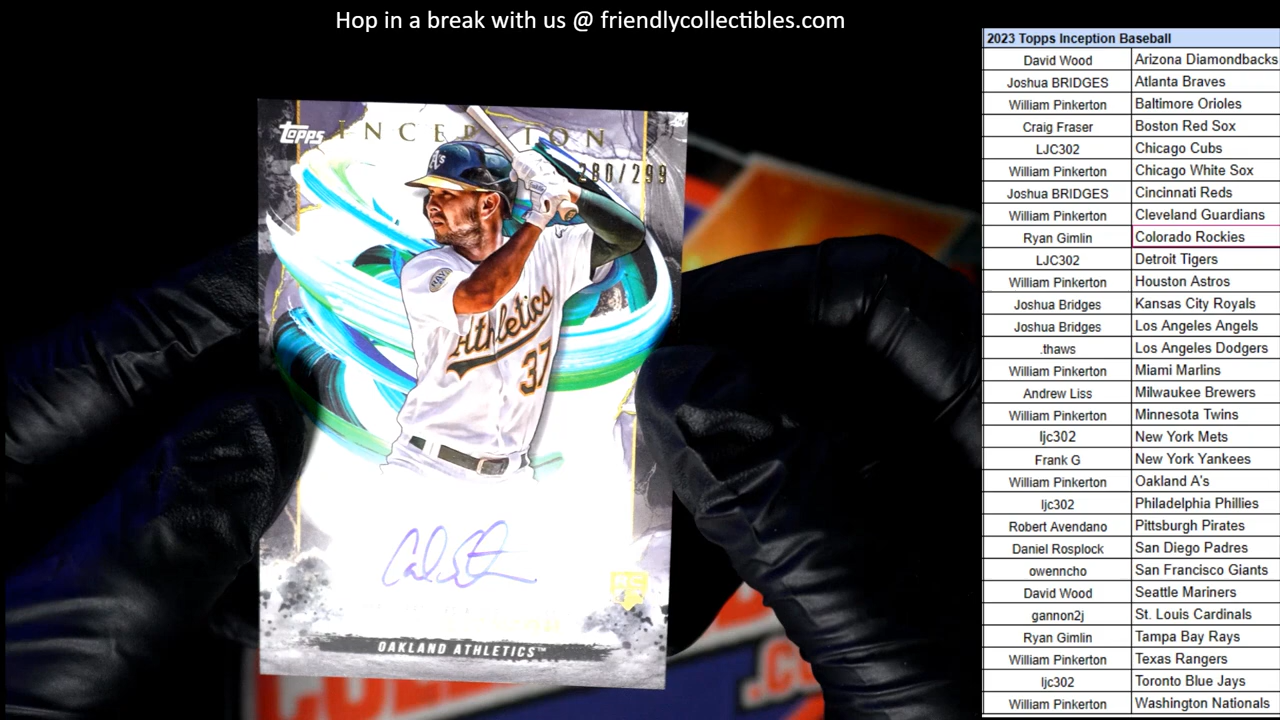 Hop in a break with us @ friendlycollectibles.com
2023 Topps Inception Baseball
David Wood Arizona Diamondbacks
Joshua BRIDGES Atlanta Braves
William Pinkerton Baltimore Orioles
Craig Fraser Boston Red Sox
LJC302 Chicago Cubs
William Pinkerton Chicago White Sox
Joshua BRIDGES Cincinnati Reds
William Pinkerton Cleveland Guardians
Ryan Gimlin Colorado Rockies
LJC302 Detroit Tigers
William Pinkerton Houston Astros
Joshua Bridges Kansas City Royals
Joshua Bridges Los Angeles Angels
.thaws Los Angeles Dodgers
William Pinkerton Miami Marlins
Andrew Liss Milwaukee Brewers
William Pinkerton Minnesota Twins
ljc302 New York Mets
Frank G New York Yankees
William Pinkerton Oakland A's
ljc302 Philadelphia Phillies
Robert Avendano Pittsburgh Pirates
Daniel Rosplock San Diego Padres
owenncho San Francisco Giants
David Wood Seattle Mariners
gannon2j St. Louis Cardinals
Ryan Gimlin Tampa Bay Rays
William Pinkerton Texas Rangers
ljc302 Toronto Blue Jays
William Pinkerton Washington Nationals
Topps INCEPTION
280/299
A's
Athletics
37
RC
OAKLAND ATHLETICS™
.co